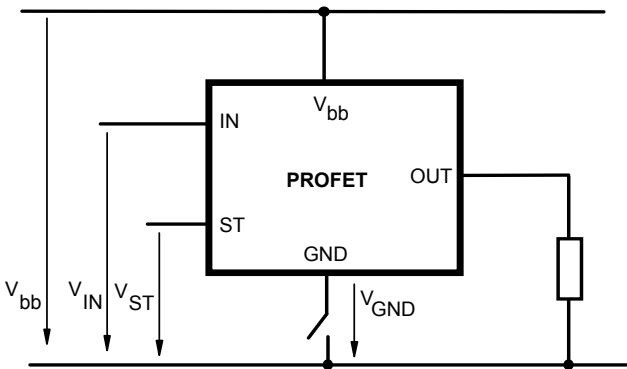 V_bb
IN
PROFET
OUT
ST
GND
V_bb
V_IN
V_ST
V_GND